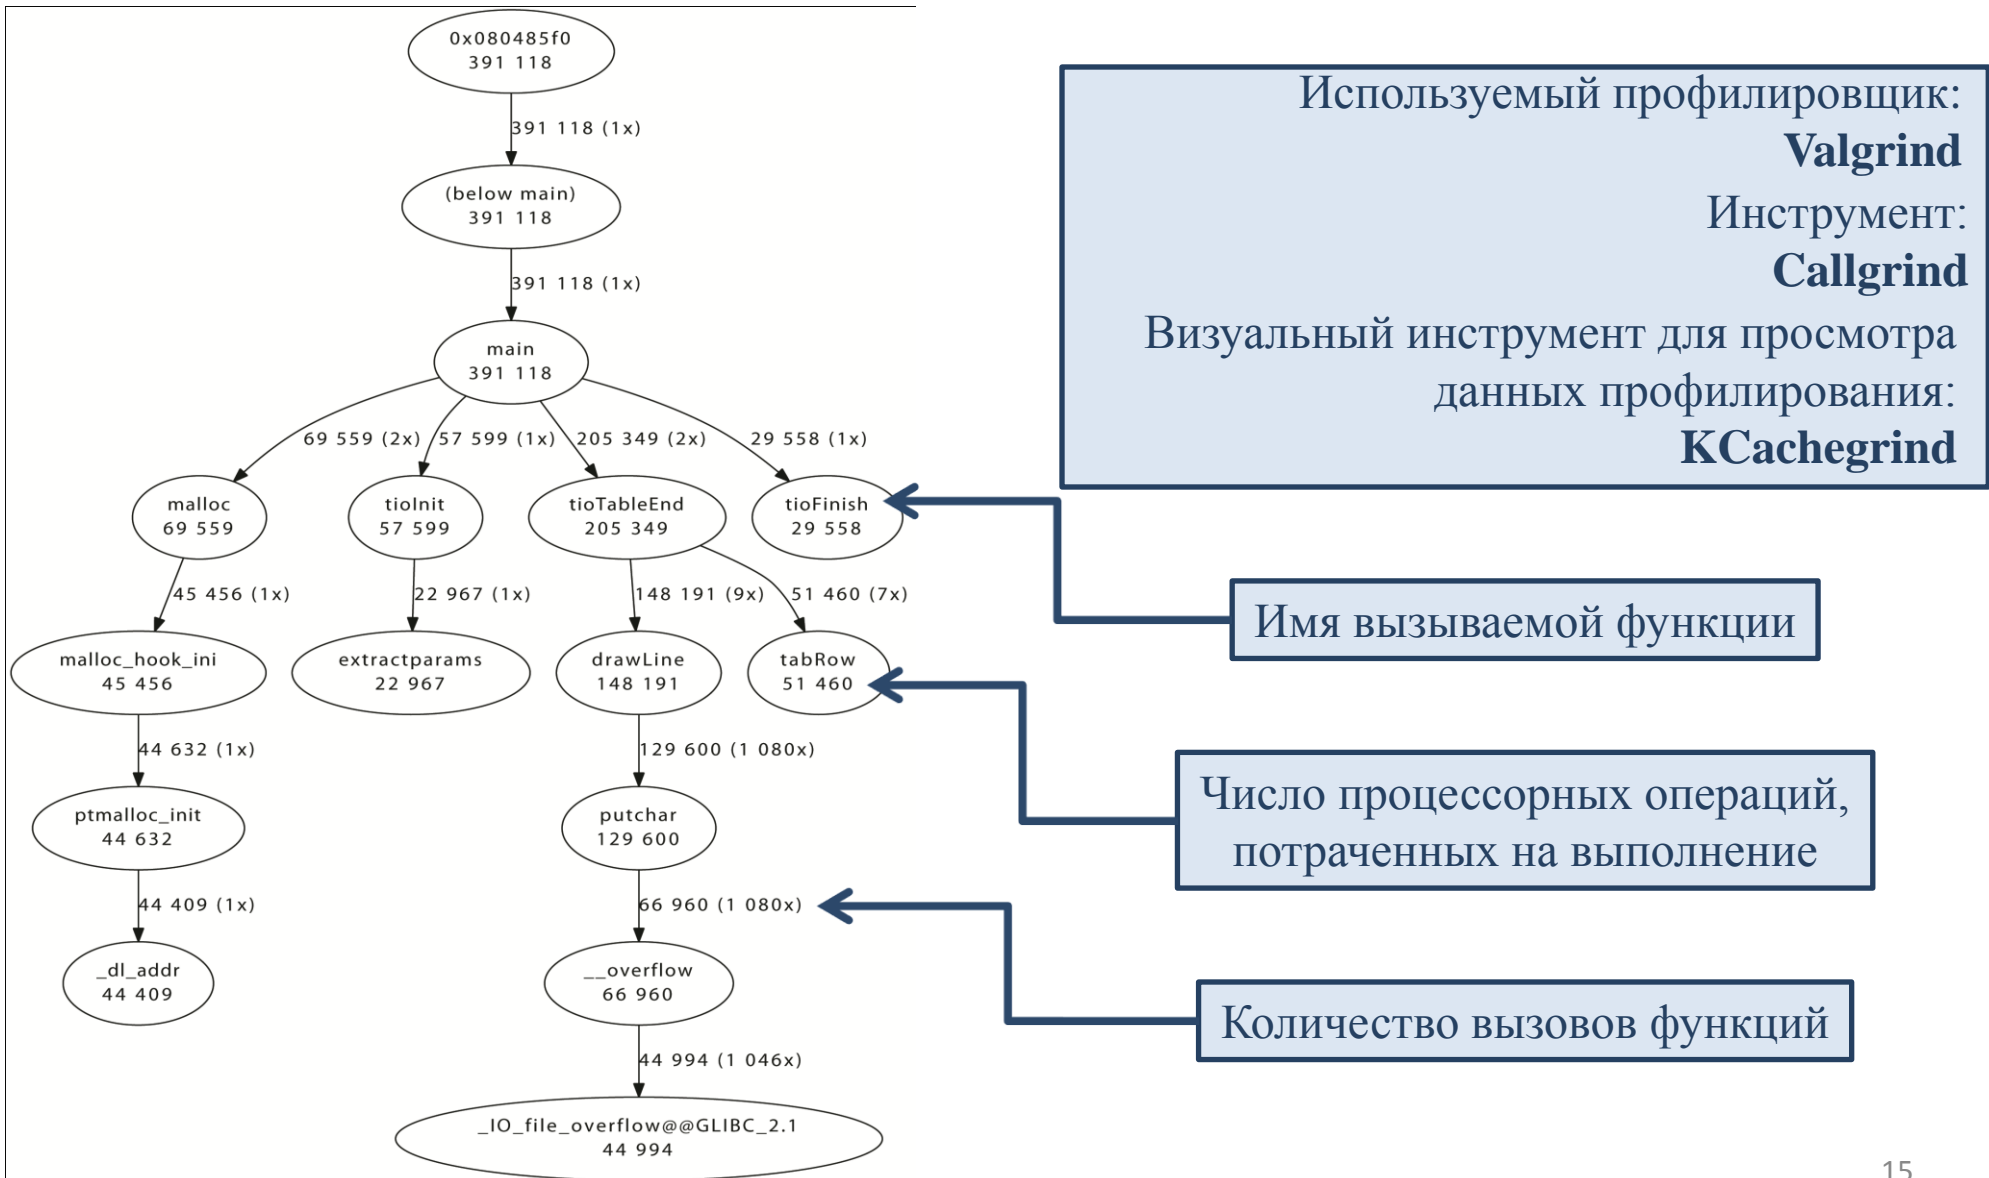 0x080485f0
391 118
391 118 (1x)
(below main)
391 118
391 118 (1x)
main
391 118
69 559 (2x)
57 599 (1x)
205 349 (2x)
29 558 (1x)
malloc
69 559
tioInit
57 599
tioTableEnd
205 349
tioFinish
29 558
45 456 (1x)
22 967 (1x)
148 191 (9x)
51 460 (7x)
malloc_hook_ini
45 456
extractparams
22 967
drawLine
148 191
tabRow
51 460
44 632 (1x)
129 600 (1 080x)
ptmalloc_init
44 632
putchar
129 600
44 409 (1x)
66 960 (1 080x)
_dl_addr
44 409
__overflow
66 960
44 994 (1 046x)
_IO_file_overflow@@GLIBC_2.1
44 994
Используемый профилировщик:
Valgrind
Инструмент:
Callgrind
Визуальный инструмент для просмотра
данных профилирования:
KCachegrind
Имя вызываемой функции
Число процессорных операций,
потраченных на выполнение
Количество вызовов функций
15